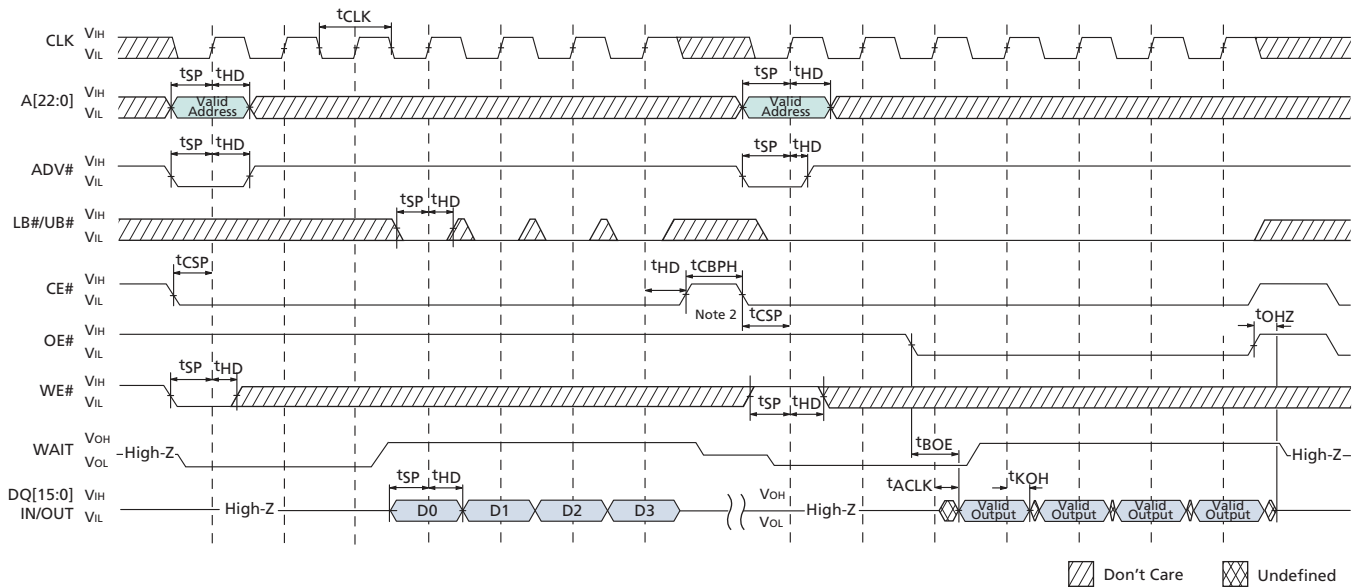 tCLK
CLK VIH
VIL
tSP tHD tSP tHD
A[22:0] VIH
VIL
Valid Address Valid Address
tSP tHD tSP tHD
ADV# VIH
VIL
tSP tHD
LB#/UB# VIH
VIL
tCSP tHD tCBPH
CE# VIH
VIL
Note 2
tCSP
OE# VIH
VIL
tOHZ
tSP tHD
WE# VIH
VIL
tSP tHD
WAIT VOH
VOL
High-Z tBOE High-Z
tSP tHD tACLK tKOH
DQ[15:0] VIH
IN/OUT VIL
High-Z D0 D1 D2 D3 VOH
VOL
High-Z Valid Output Valid Output Valid Output Valid Output
Don't Care Undefined